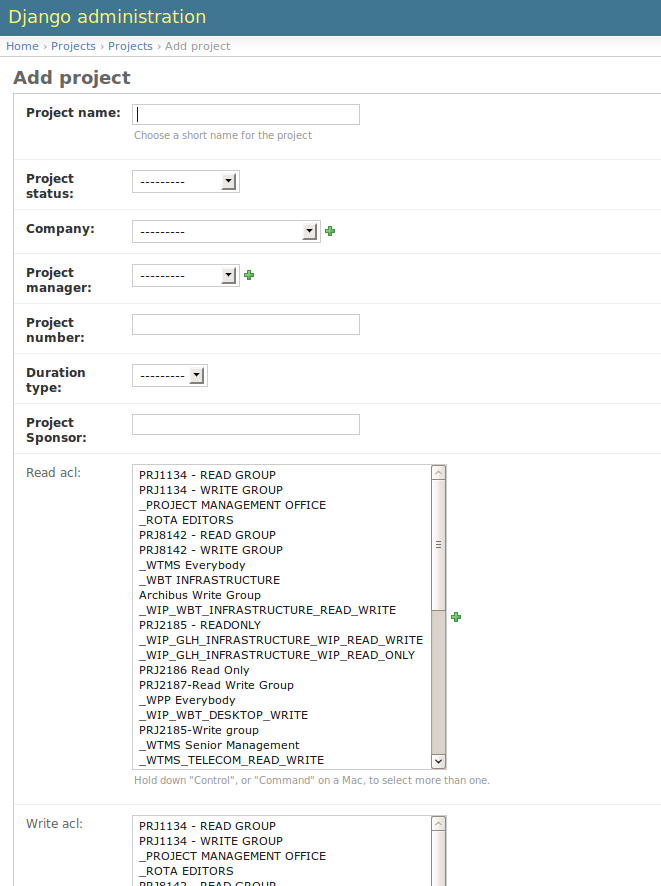 Django administration
Home › Projects › Projects › Add project
Add project
Project name:
Choose a short name for the project
Project
status:
---------
Company:
---------
Project
manager:
---------
Project
number:
Duration
type:
---------
Project
Sponsor:
Read acl:
PRJ1134 - READ GROUP
PRJ1134 - WRITE GROUP
_PROJECT MANAGEMENT OFFICE
_ROTA EDITORS
PRJ8142 - READ GROUP
PRJ8142 - WRITE GROUP
_WTMS Everybody
_WBT INFRASTRUCTURE
Archibus Write Group
_WIP_WBT_INFRASTRUCTURE_READ_WRITE
PRJ2185 - READONLY
_WIP_GLH_INFRASTRUCTURE_WIP_READ_WRITE
_WIP_GLH_INFRASTRUCTURE_WIP_READ_ONLY
PRJ2186 Read Only
PRJ2187-Read Write Group
_WPP Everybody
_WIP_WBT_DESKTOP_WRITE
PRJ2185-Write group
_WTMS Senior Management
_WTMS_TELECOM_READ_WRITE
Hold down "Control", or "Command" on a Mac, to select more than one.
Write acl:
PRJ1134 - READ GROUP
PRJ1134 - WRITE GROUP
_PROJECT MANAGEMENT OFFICE
_ROTA EDITORS
PRJ8142 - READ GROUP